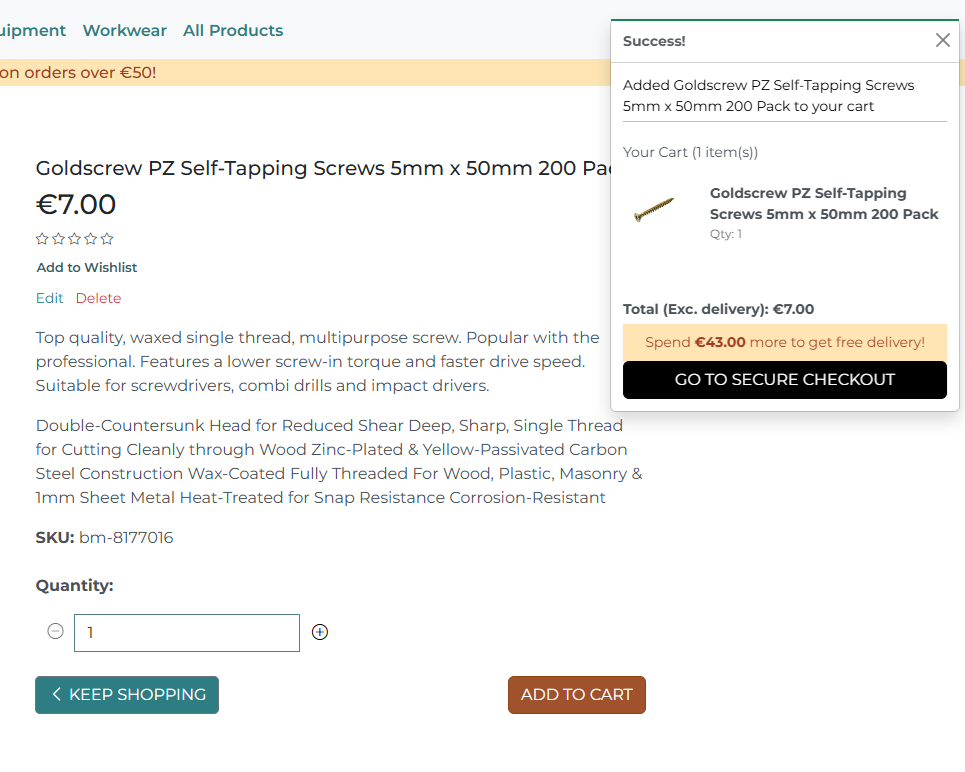 Workwear All Products
on orders over €50!
Goldscrew PZ Self-Tapping Screws 5mm x 50mm 200
€7.00
Add to Wishlist
Edit Delete
Top quality, waxed single thread, multipurpose screw. Popular with the
professional. Features a lower screw-in torque and faster drive speed.
Suitable for screwdrivers, combi drills and impact drivers.
Double-Countersunk Head for Reduced Shear Deep, Sharp, Single Thread
for Cutting Cleanly through Wood Zinc-Plated & Yellow-Passivated Carbon
Steel Construction Wax-Coated Fully Threaded For Wood, Plastic, Masonry &
1mm Sheet Metal Heat-Treated for Snap Resistance Corrosion-Resistant
SKU: bm-8177016
Quantity:
1
KEEP SHOPPING
ADD TO CART
Success!
Added Goldscrew PZ Self-Tapping Screws
5mm x 50mm 200 Pack to your cart
Your Cart (1 item(s))
Goldscrew PZ Self-Tapping
Screws 5mm x 50mm 200 Pack
Qty: 1
Total (Exc. delivery): €7.00
Spend €43.00 more to get free delivery!
GO TO SECURE CHECKOUT